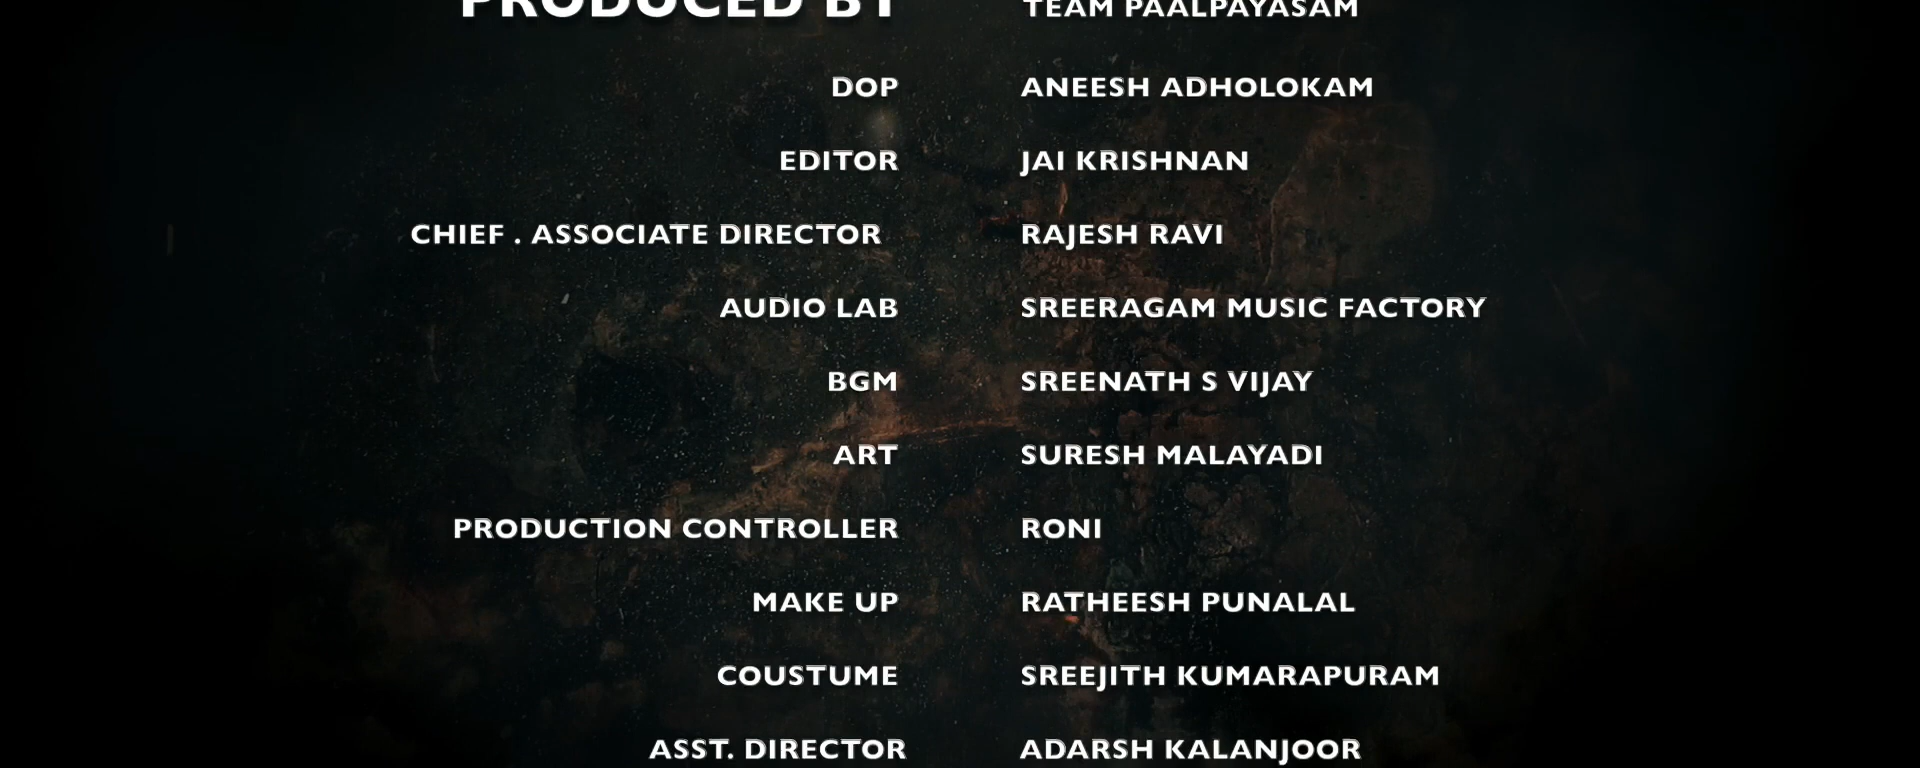 PRODUCED BY TEAM PAALPAYASAM
DOP ANEESH ADHOLOKAM
EDITOR JAI KRISHNAN
CHIEF . ASSOCIATE DIRECTOR RAJESH RAVI
AUDIO LAB SREERAGAM MUSIC FACTORY
BGM SREENATH S VIJAY
ART SURESH MALAYADI
PRODUCTION CONTROLLER RONI
MAKE UP RATHEESH PUNALAL
COUSTUME SREEJITH KUMARAPURAM
ASST. DIRECTOR ADARSH KALANJOOR